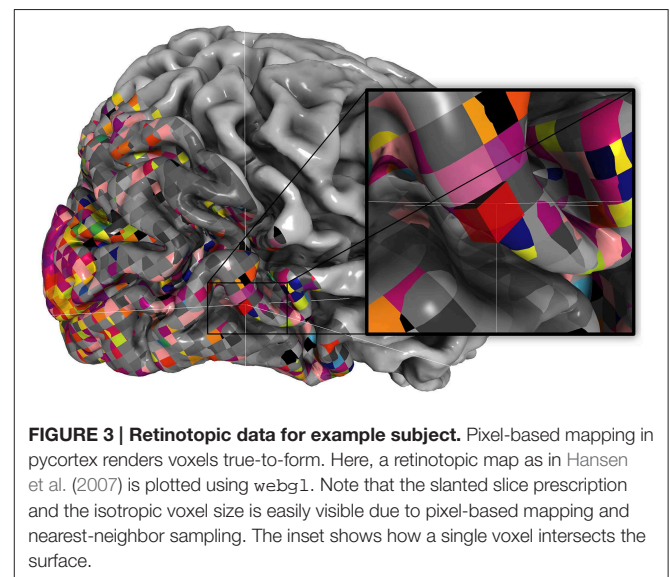 FIGURE 3 | Retinotopic data for example subject. Pixel-based mapping in
pycortex renders voxels true-to-form. Here, a retinotopic map as in Hansen
et al. (2007) is plotted using webgl. Note that the slanted slice prescription
and the isotropic voxel size is easily visible due to pixel-based mapping and
nearest-neighbor sampling. The inset shows how a single voxel intersects the
surface.